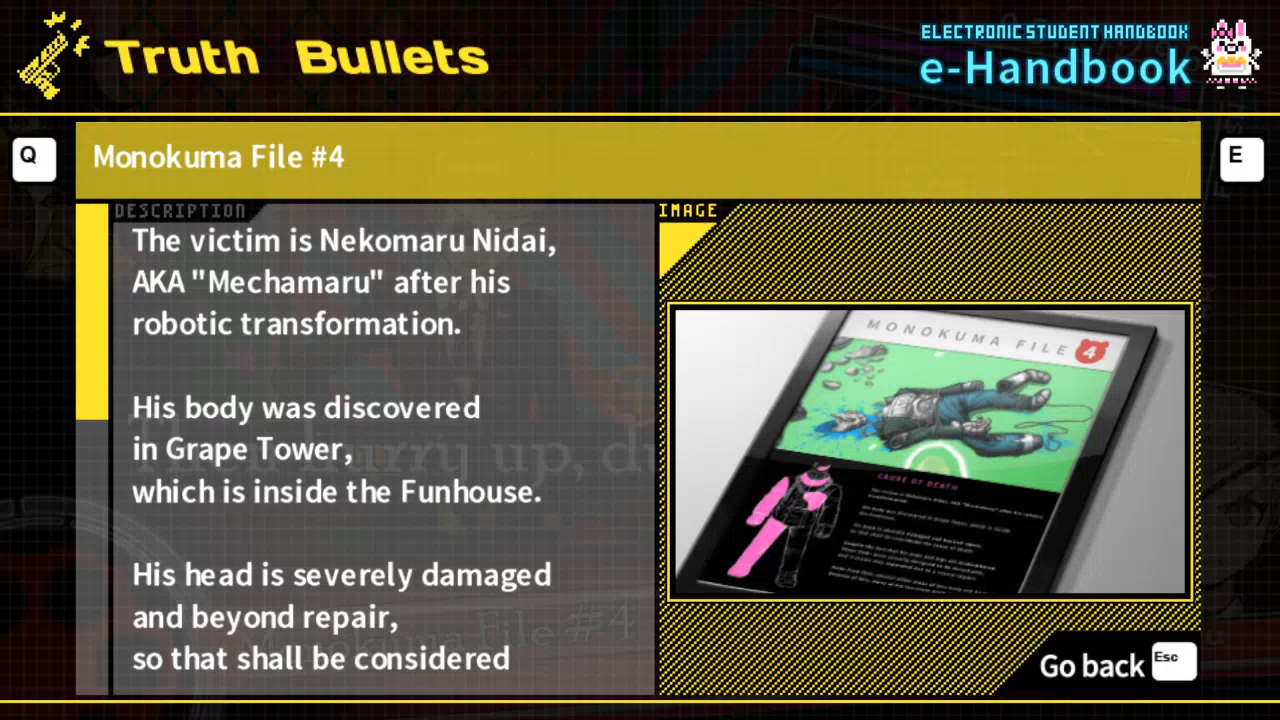 Truth Bullets
ELECTRONIC STUDENT HANDBOOK
e-Handbook
Q
E
Monokuma File #4
DESCRIPTION
IMAGE
The victim is Nekomaru Nidai,
AKA "Mechamaru" after his
robotic transformation.
His body was discovered
in Grape Tower,
which is inside the Funhouse.
His head is severely damaged
and beyond repair,
so that shall be considered
MONOKUMA FILE
4
CAUSE OF DEATH
Go back
Esc